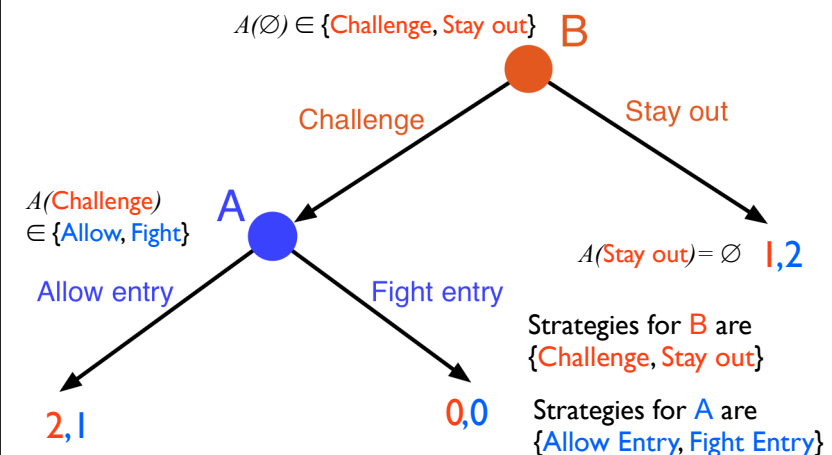 A(∅) ∈ {Challenge, Stay out}
B
Challenge
Stay out
A(Challenge)
∈ {Allow, Fight}
A
A(Stay out)= ∅
1,2
Allow entry
Fight entry
Strategies for B are
{Challenge, Stay out}
2,1
0,0
Strategies for A are
{Allow Entry, Fight Entry}